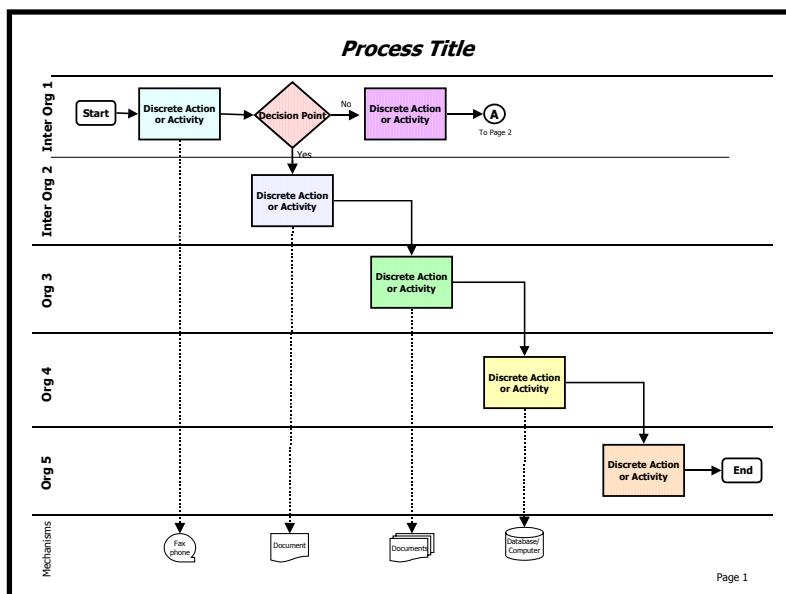 Process Title
Inter Org 1
Start
Discrete Action
or Activity
Decision Point
No
Discrete Action
or Activity
A
To Page 2
Yes
Inter Org 2
Discrete Action
or Activity
Org 3
Discrete Action
or Activity
Org 4
Discrete Action
or Activity
Org 5
Discrete Action
or Activity
End
Mechanisms
Fax
phone
Document
Documents
Database/
Computer
Page 1